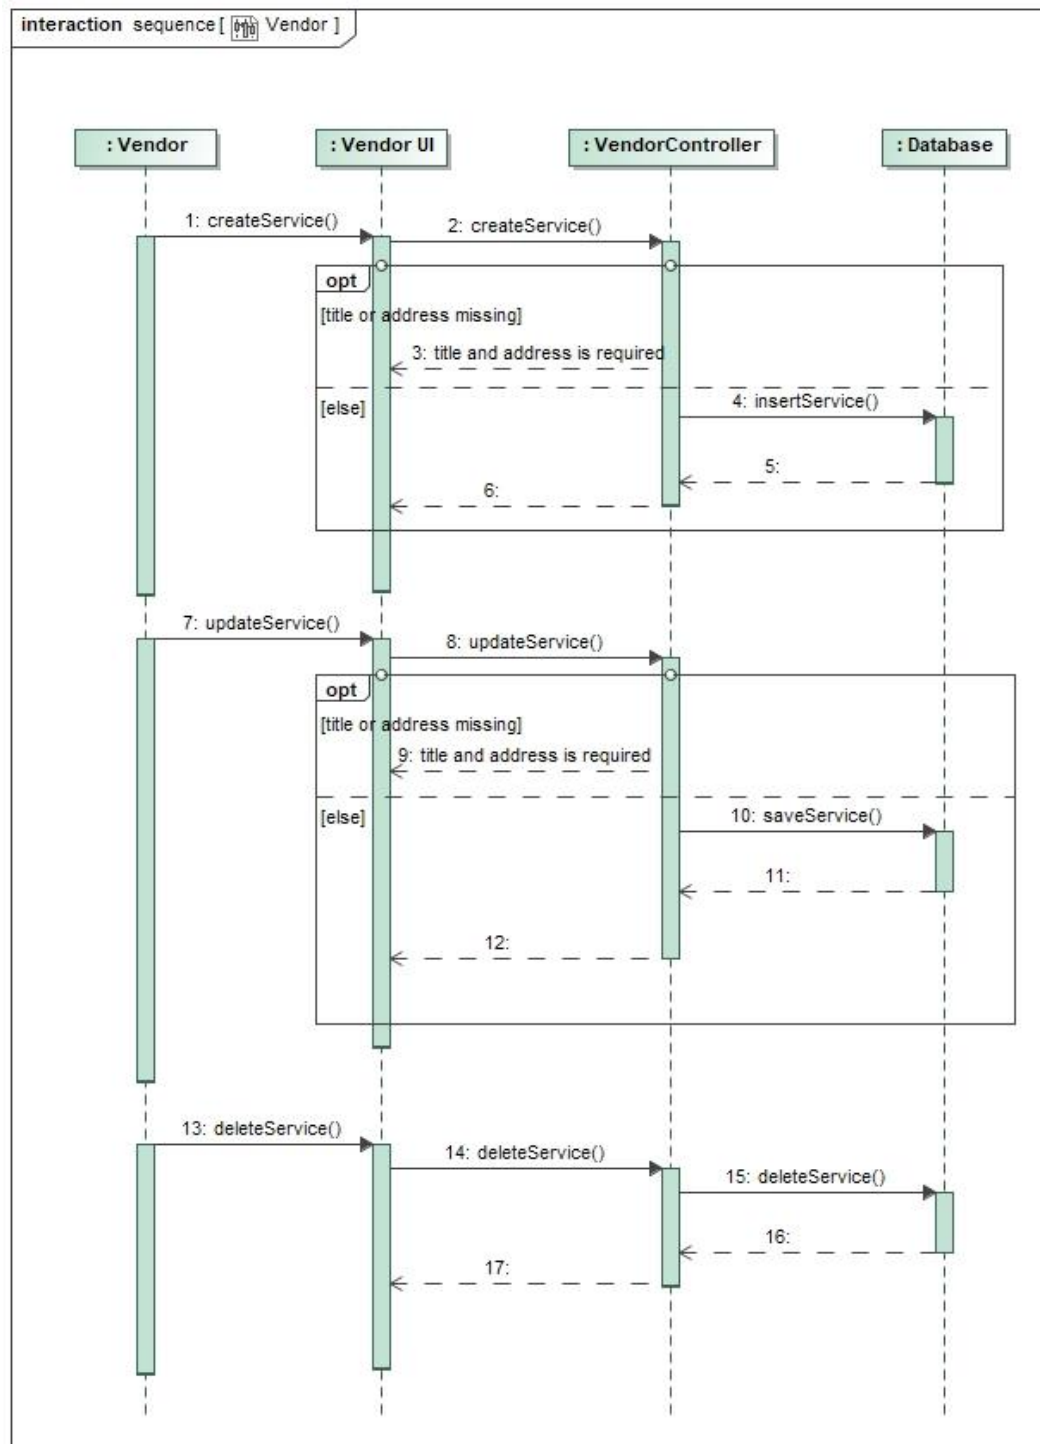 interaction sequence [ Vendor ]
: Vendor
: Vendor UI
: VendorController
: Database
1: createService()
2: createService()
opt
[title or address missing]
3: title and address is required
[else]
4: insertService()
5:
6:
7: updateService()
8: updateService()
opt
[title or address missing]
9: title and address is required
[else]
10: saveService()
11:
12:
13: deleteService()
14: deleteService()
15: deleteService()
16:
17: